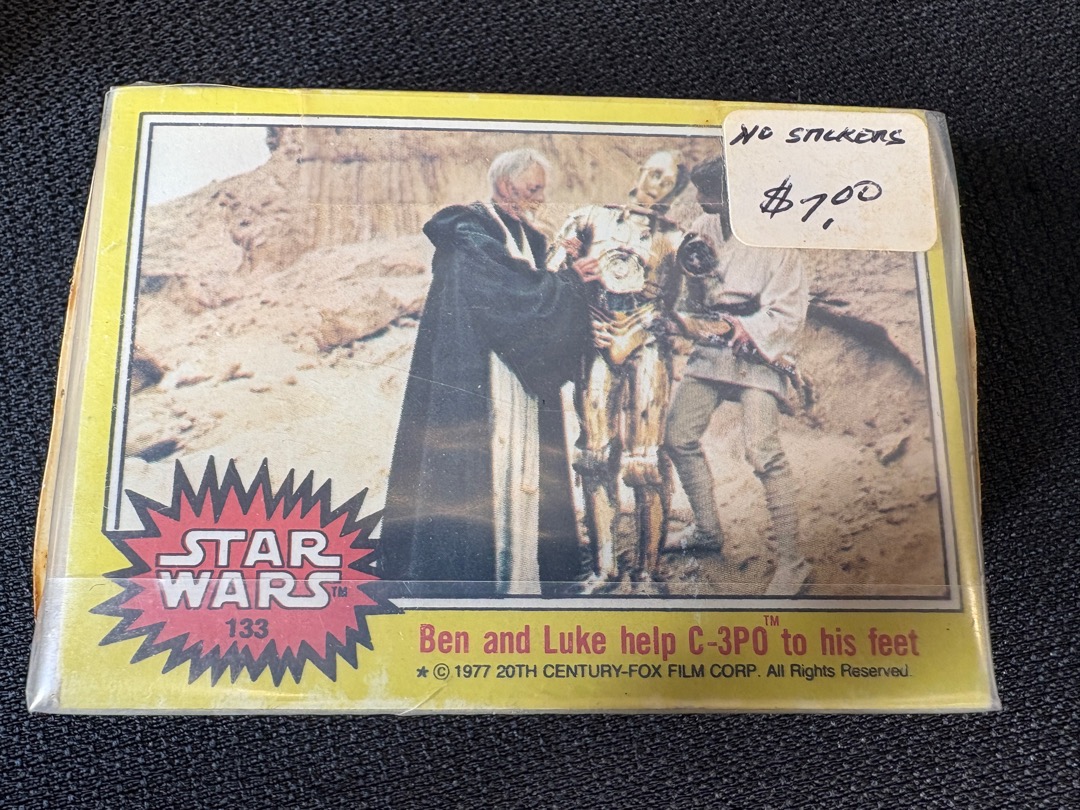 NO STICKERS
$7.00
STAR
WARS™
133
Ben and Luke help C-3PO™ to his feet
★ © 1977 20TH CENTURY-FOX FILM CORP. All Rights Reserved.